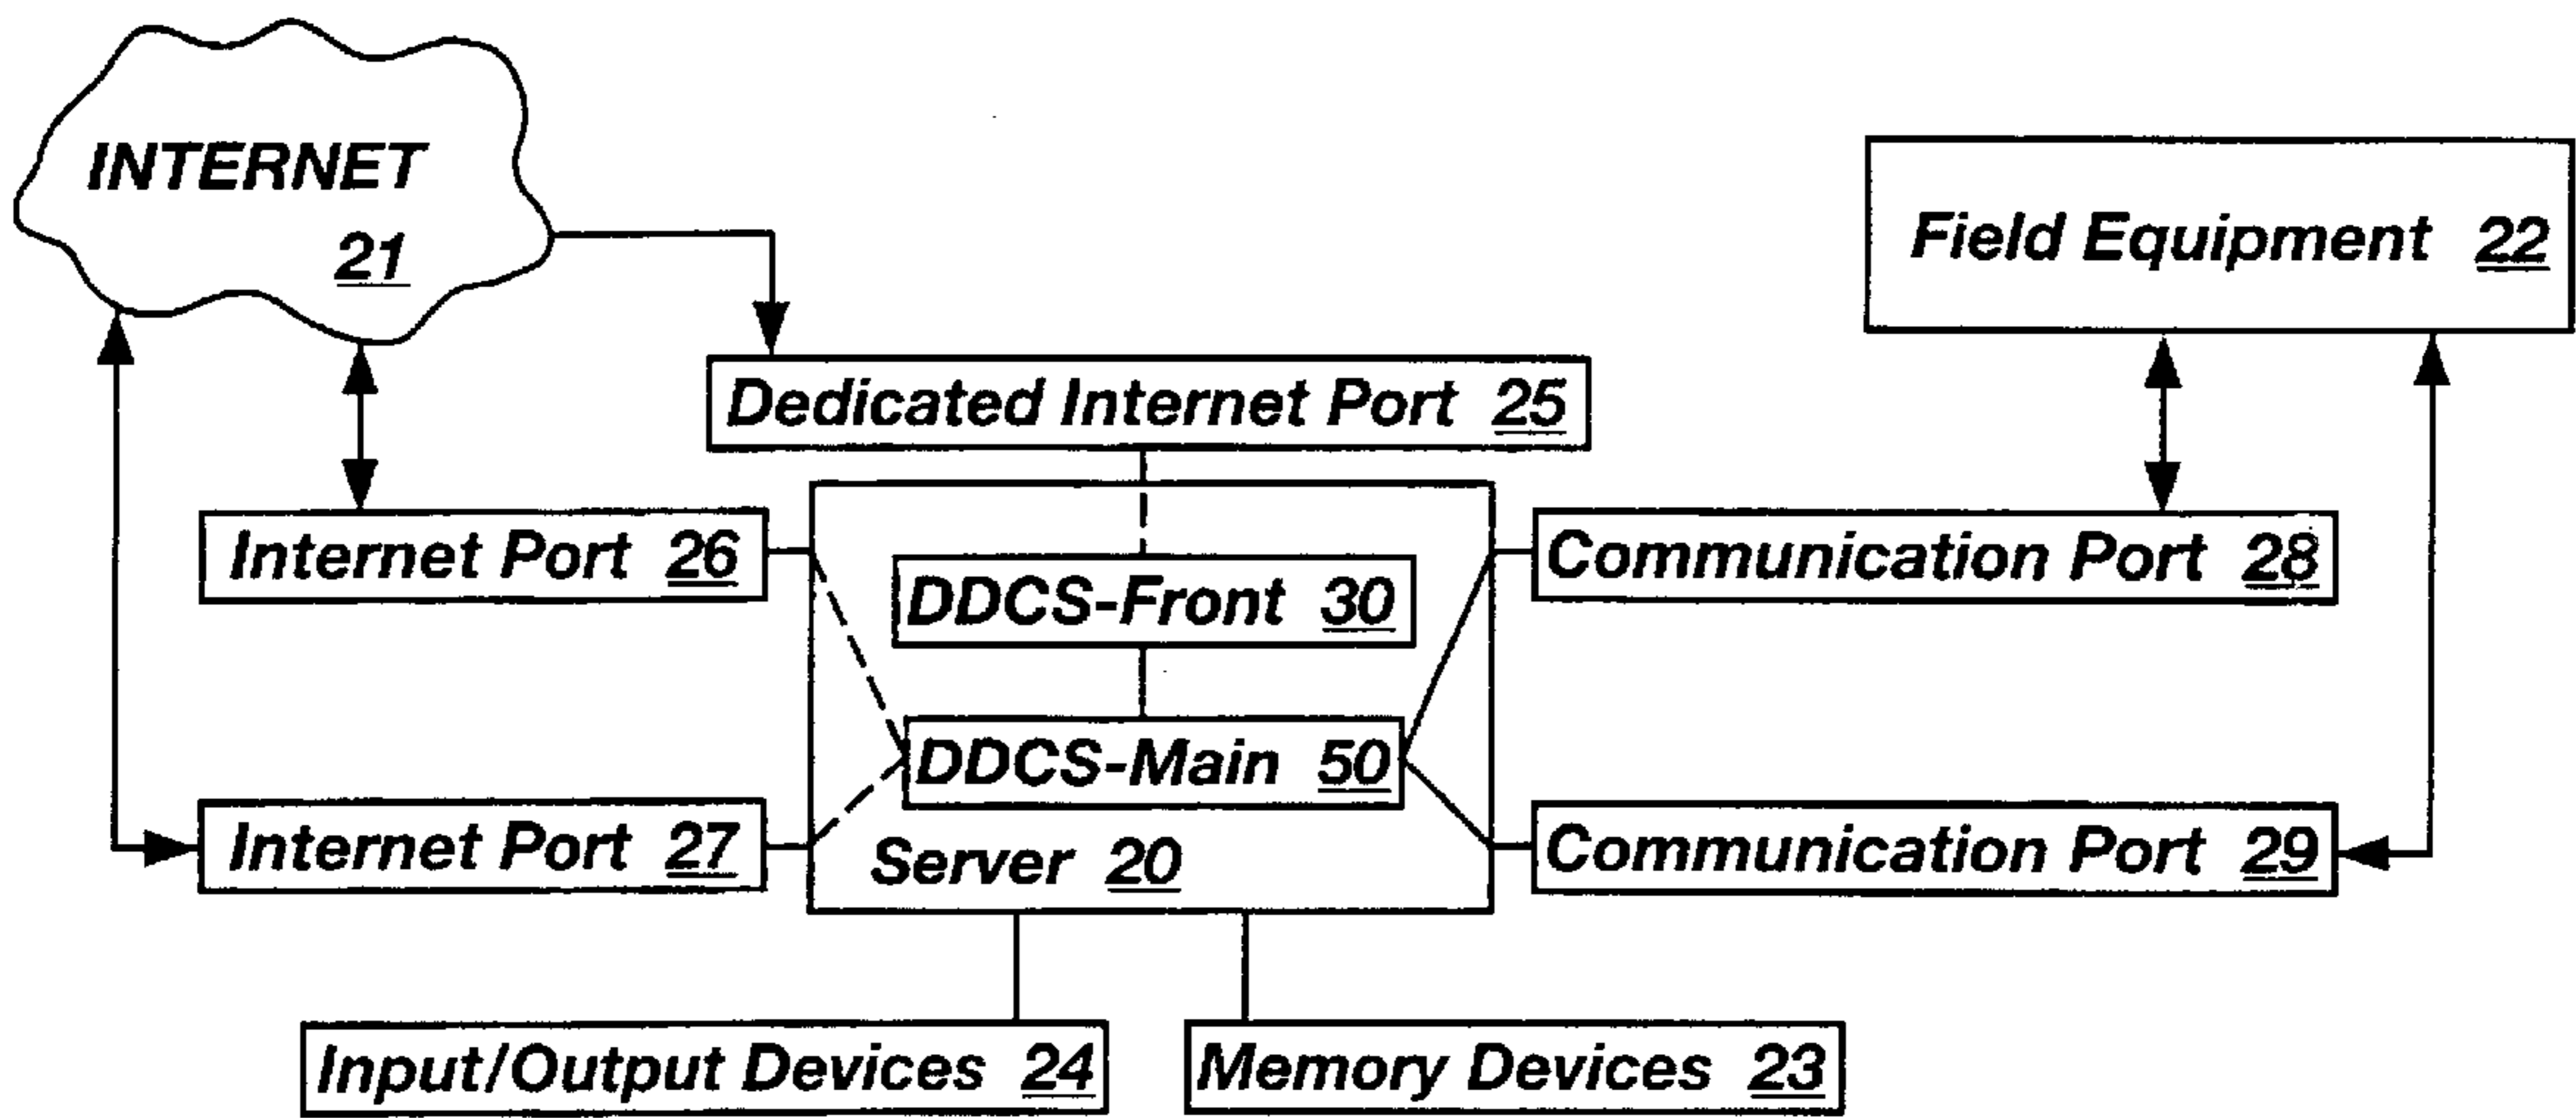 INTERNET
21
Field Equipment 22
Dedicated Internet Port 25
Internet Port 26
DDCS-Front 30
Communication Port 28
DDCS-Main 50
Internet Port 27
Server 20
Communication Port 29
Input/Output Devices 24
Memory Devices 23